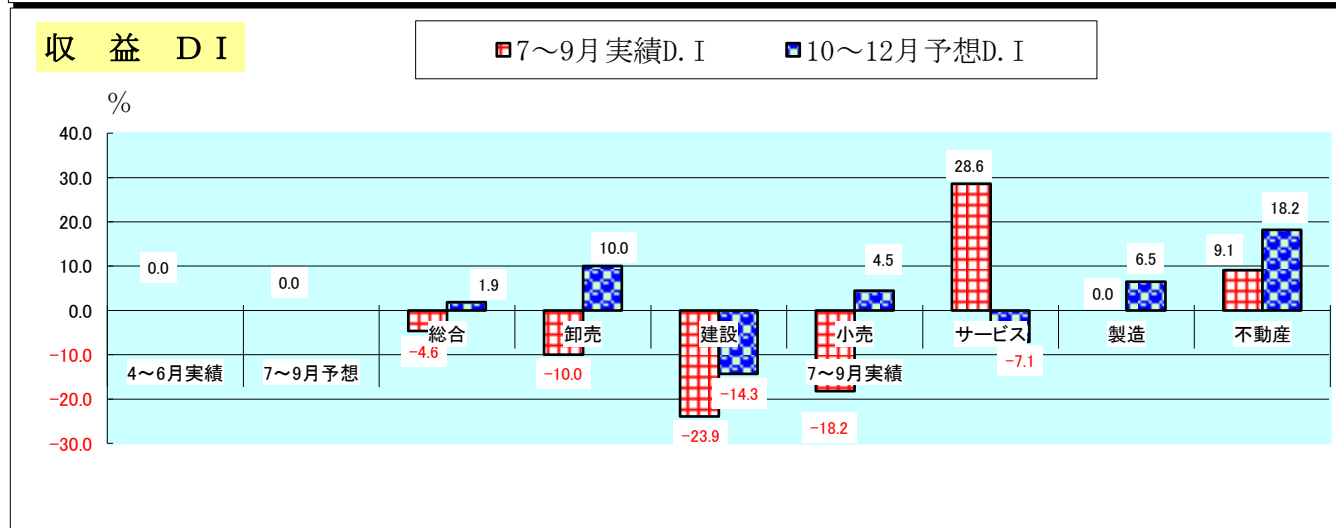 収 益 ＤＩ
7～9月実績D.I 10～12月予想D.I
%
40.0
30.0
20.0
10.0
0.0
−10.0
−20.0
−30.0
0.0 0.0 −4.6 1.9 −10.0 10.0 −23.9 −14.3 −18.2 4.5 28.6 −7.1 0.0 6.5 9.1 18.2
総合 卸売 建設 小売 サービス 製造 不動産
4～6月実績 7～9月予想 7～9月実績